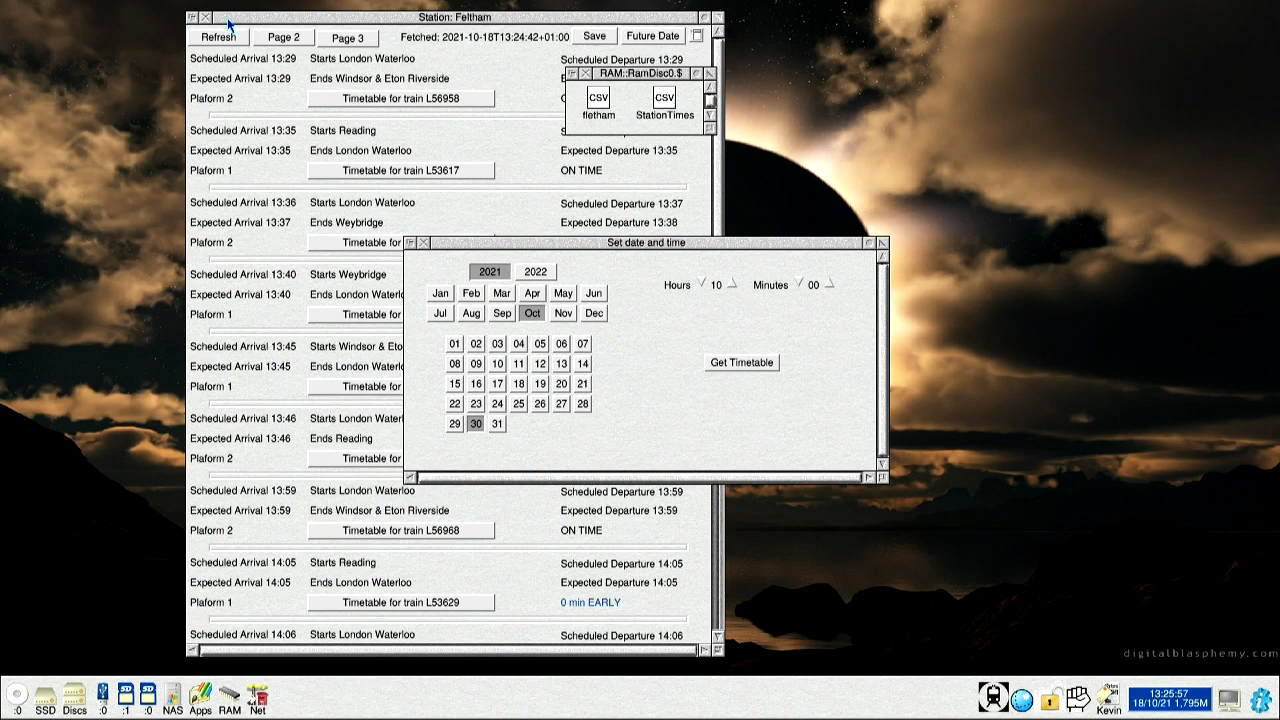 Station: Feltham
Refresh Page 2 Page 3 Fetched: 2021-10-18T13:24:42+01:00 Save Future Date
Scheduled Arrival 13:29 Starts London Waterloo Scheduled Departure 13:29
Expected Arrival 13:29 Ends Windsor & Eton Riverside
Plaform 2 Timetable for train L56958
RAM::RamDisc0.$
CSV CSV
fletham StationTimes
Scheduled Arrival 13:35 Starts Reading
Expected Arrival 13:35 Ends London Waterloo Expected Departure 13:35
Plaform 1 Timetable for train L53617 ON TIME
Scheduled Arrival 13:36 Starts London Waterloo Scheduled Departure 13:37
Expected Arrival 13:37 Ends Weybridge Expected Departure 13:38
Plaform 2 Timetable for
Scheduled Arrival 13:40 Starts Weybridge
Expected Arrival 13:40 Ends London Waterl
Plaform 1 Timetable for
Scheduled Arrival 13:45 Starts Windsor & Eto
Expected Arrival 13:45 Ends London Waterl
Plaform 1 Timetable for
Scheduled Arrival 13:46 Starts London Waterl
Expected Arrival 13:46 Ends Reading
Plaform 2 Timetable for
Set date and time
2021 2022
Hours 10 Minutes 00
Jan Feb Mar Apr May Jun
Jul Aug Sep Oct Nov Dec
01 02 03 04 05 06 07
08 09 10 11 12 13 14
Get Timetable
15 16 17 18 19 20 21
22 23 24 25 26 27 28
29 30 31
Scheduled Arrival 13:59 Starts London Waterloo Scheduled Departure 13:59
Expected Arrival 13:59 Ends Windsor & Eton Riverside Expected Departure 13:59
Plaform 2 Timetable for train L56968 ON TIME
Scheduled Arrival 14:05 Starts Reading Scheduled Departure 14:05
Expected Arrival 14:05 Ends London Waterloo Expected Departure 14:05
Plaform 1 Timetable for train L53629 0 min EARLY
Scheduled Arrival 14:06 Starts London Waterloo Scheduled Departure 14:06
digitalblasphemy.com
SD SD
:0 SSD Discs :0 :1 :0 NAS Apps RAM Net Kevin
13:25:57
18/10/21 1,795M